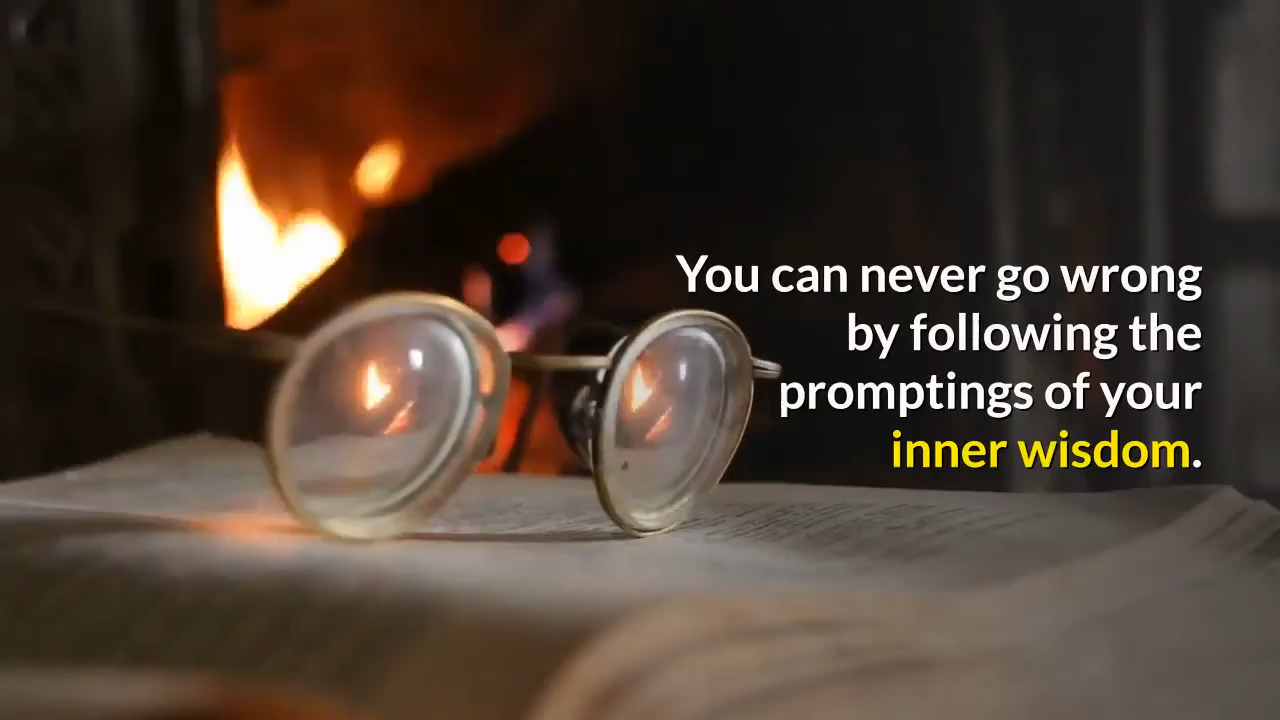 You can never go wrong
by following the
promptings of your
inner wisdom.